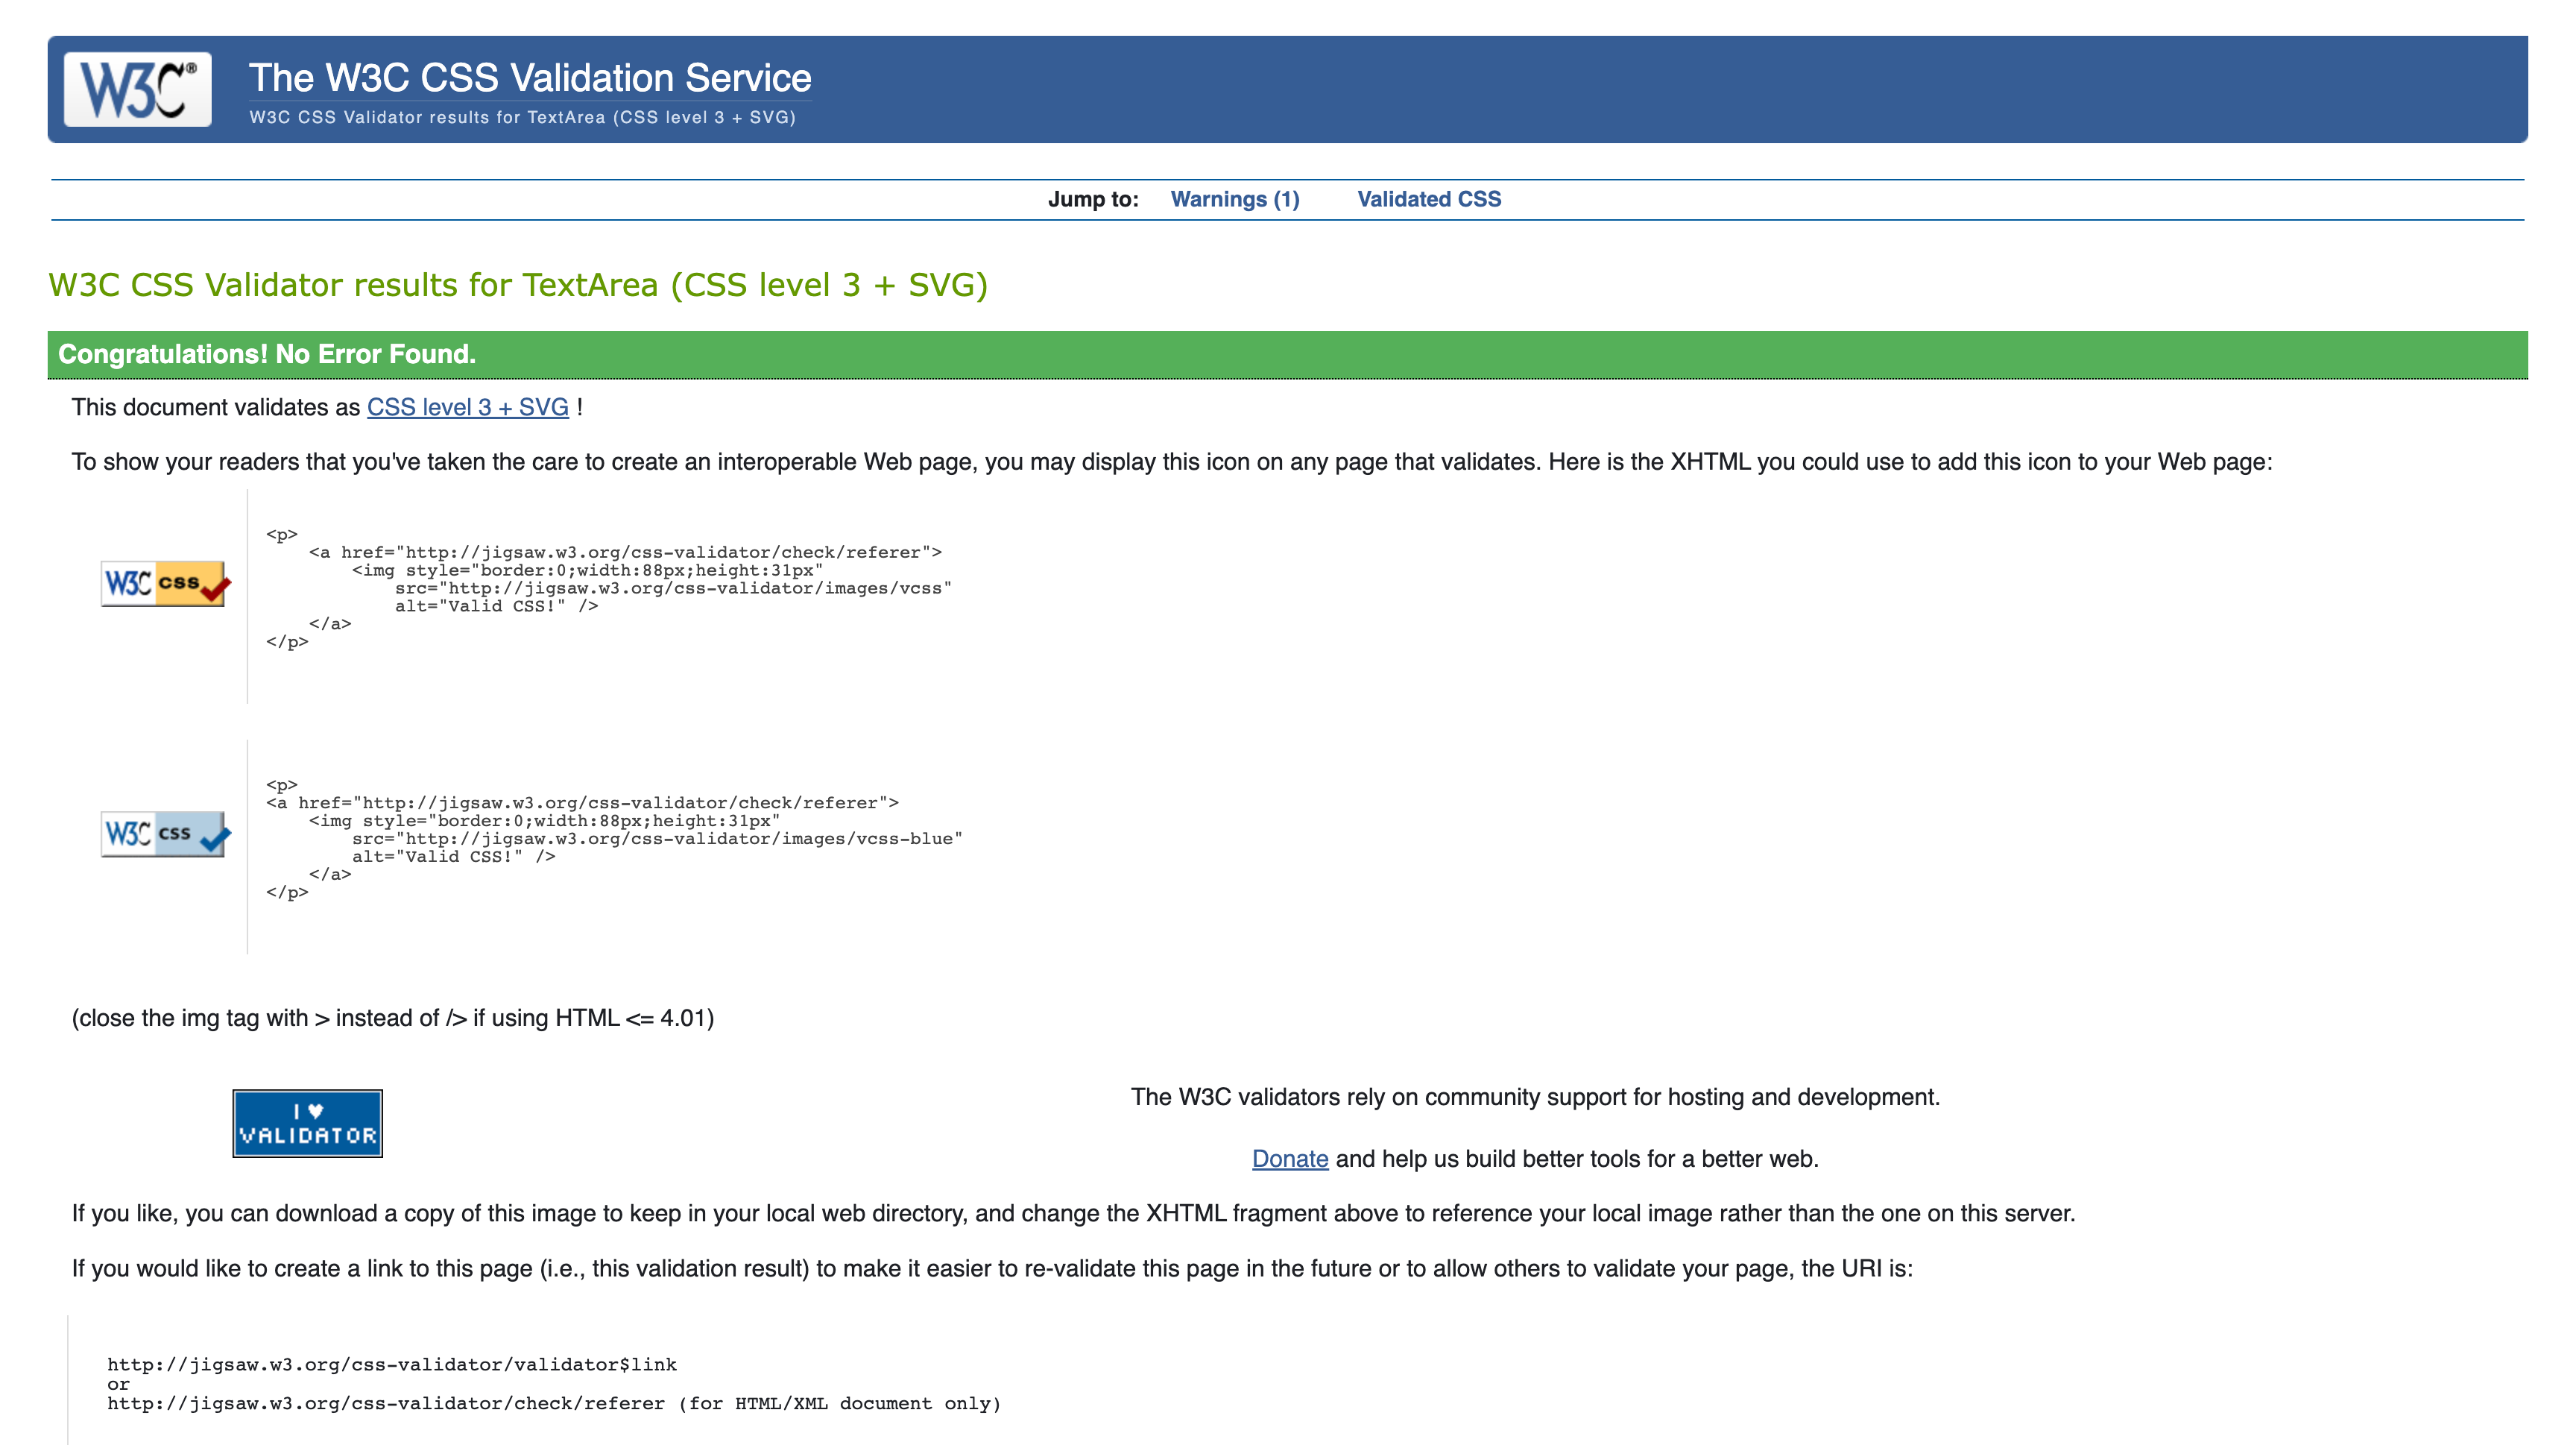 W3C®
The W3C CSS Validation Service
W3C CSS Validator results for TextArea (CSS level 3 + SVG)
Jump to: Warnings (1) Validated CSS
W3C CSS Validator results for TextArea (CSS level 3 + SVG)
Congratulations! No Error Found.
This document validates as CSS level 3 + SVG !
To show your readers that you've taken the care to create an interoperable Web page, you may display this icon on any page that validates. Here is the XHTML you could use to add this icon to your Web page:
W3C css
<p>
    <a href="http://jigsaw.w3.org/css-validator/check/referer">
        <img style="border:0;width:88px;height:31px"
            src="http://jigsaw.w3.org/css-validator/images/vcss"
            alt="Valid CSS!" />
    </a>
</p>
W3C css
<p>
<a href="http://jigsaw.w3.org/css-validator/check/referer">
    <img style="border:0;width:88px;height:31px"
        src="http://jigsaw.w3.org/css-validator/images/vcss-blue"
        alt="Valid CSS!" />
    </a>
</p>
(close the img tag with > instead of /> if using HTML <= 4.01)
I ♥
VALIDATOR
The W3C validators rely on community support for hosting and development.
Donate and help us build better tools for a better web.
If you like, you can download a copy of this image to keep in your local web directory, and change the XHTML fragment above to reference your local image rather than the one on this server.
If you would like to create a link to this page (i.e., this validation result) to make it easier to re-validate this page in the future or to allow others to validate your page, the URI is:
http://jigsaw.w3.org/css-validator/validator$link
or
http://jigsaw.w3.org/css-validator/check/referer (for HTML/XML document only)